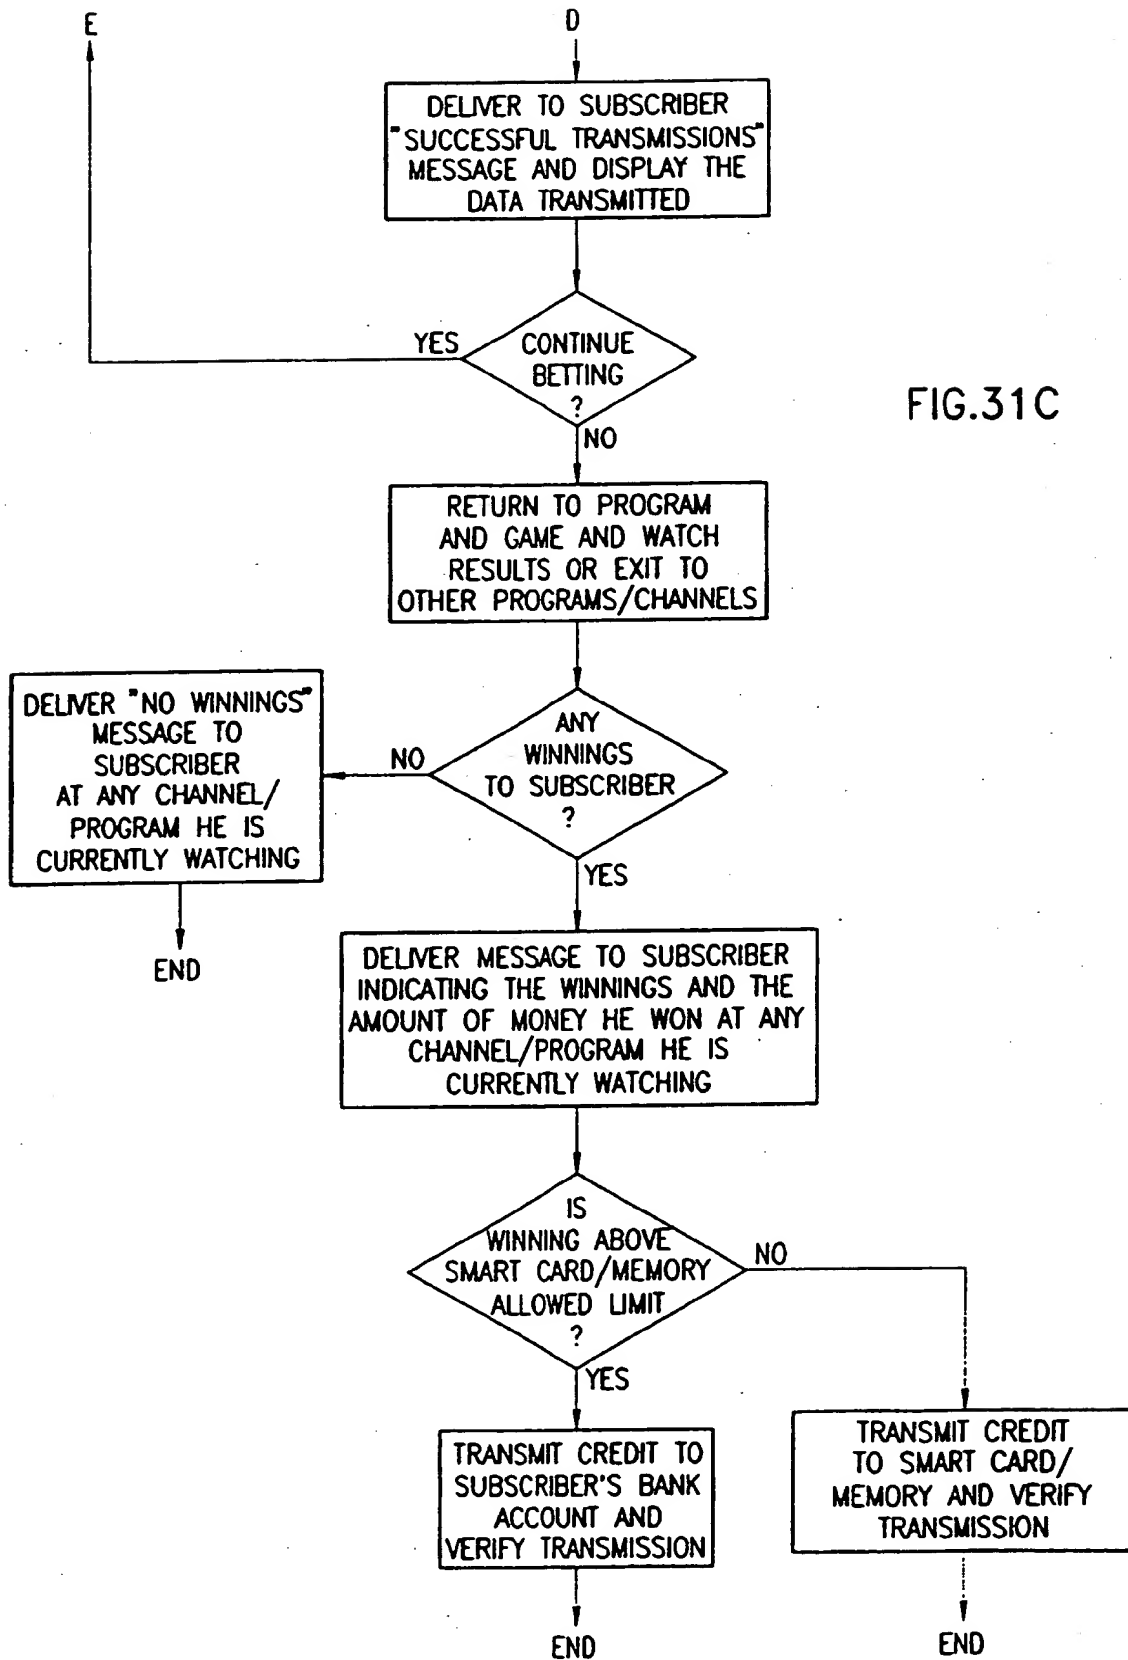 E
D
DELIVER TO SUBSCRIBER
"SUCCESSFUL TRANSMISSIONS"
MESSAGE AND DISPLAY THE
DATA TRANSMITTED
YES
CONTINUE
BETTING
?
FIG.31C
NO
RETURN TO PROGRAM
AND GAME AND WATCH
RESULTS OR EXIT TO
OTHER PROGRAMS/CHANNELS
DELIVER "NO WINNINGS"
MESSAGE TO
SUBSCRIBER
AT ANY CHANNEL/
PROGRAM HE IS
CURRENTLY WATCHING
END
NO
ANY
WINNINGS
TO SUBSCRIBER
?
YES
DELIVER MESSAGE TO SUBSCRIBER
INDICATING THE WINNINGS AND THE
AMOUNT OF MONEY HE WON AT ANY
CHANNEL/PROGRAM HE IS
CURRENTLY WATCHING
IS
WINNING ABOVE
SMART CARD/MEMORY
ALLOWED LIMIT
?
NO
YES
TRANSMIT CREDIT TO
SUBSCRIBER'S BANK
ACCOUNT AND
VERIFY TRANSMISSION
END
TRANSMIT CREDIT
TO SMART CARD/
MEMORY AND VERIFY
TRANSMISSION
END